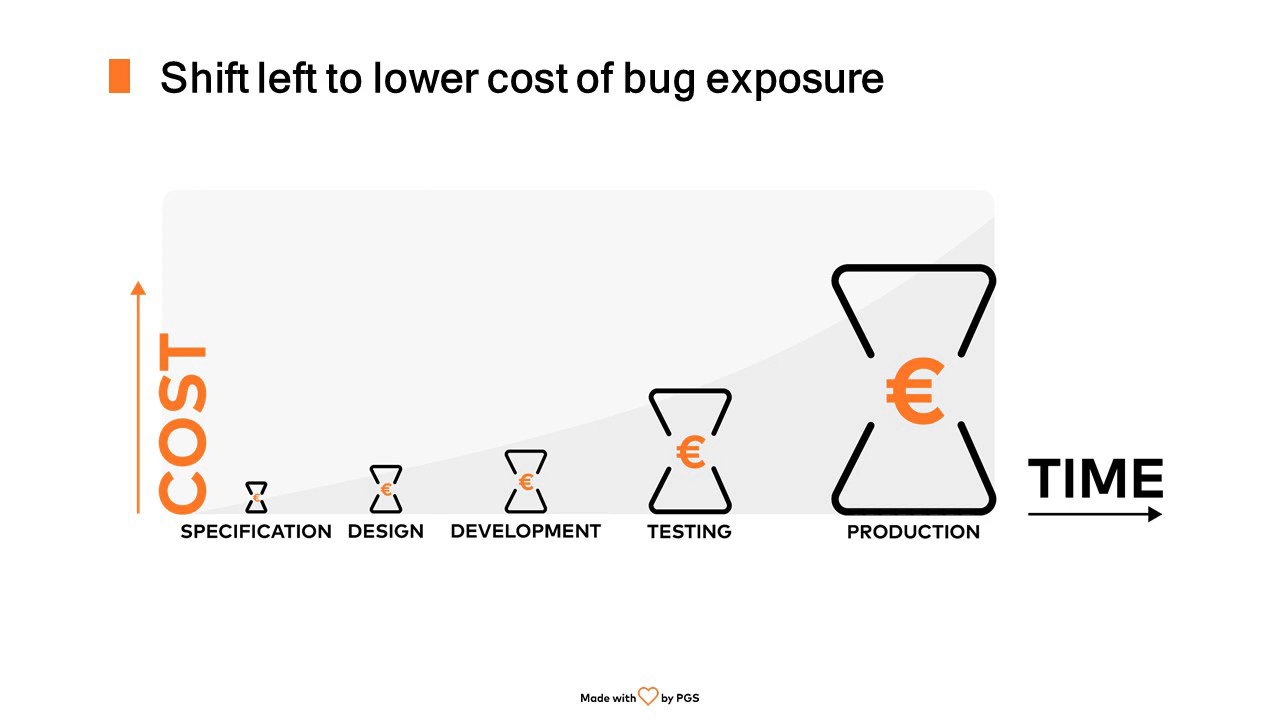 Shift left to lower cost of bug exposure
COST
€
€
€
€
€
SPECIFICATION
DESIGN
DEVELOPMENT
TESTING
PRODUCTION
TIME
Made with by PGS